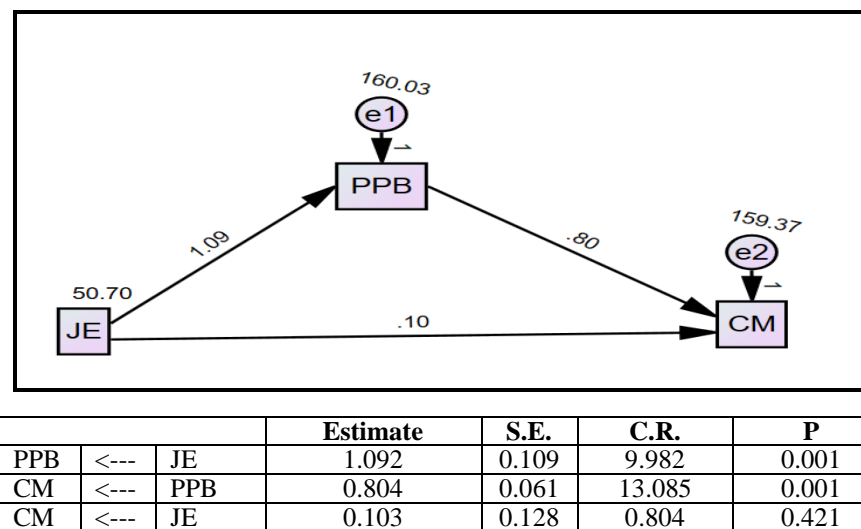 160.03
e1
1
PPB
1.09
.80
159.37
e2
1
50.70
JE
.10
CM
Estimate S.E. C.R. P
PPB <--- JE 1.092 0.109 9.982 0.001
CM <--- PPB 0.804 0.061 13.085 0.001
CM <--- JE 0.103 0.128 0.804 0.421